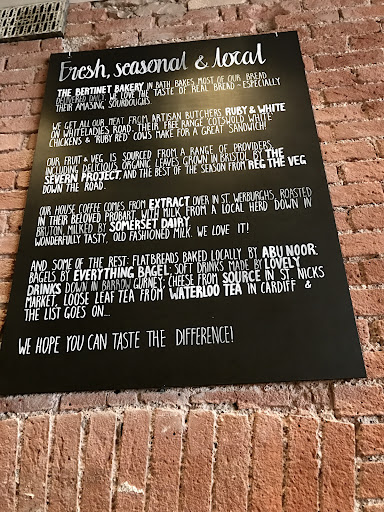 Fresh, seasonal & local
THE BERTINET BAKERY IN BATH BAKES MOST OF OUR BREAD
DELIVERED DAILY. WE LOVE THE TASTE OF REAL BREAD - ESPECIALLY
THEIR AMAZING SOURDOUGHS.
WE GET ALL OUR MEAT FROM ARTISAN BUTCHERS RUBY & WHITE
ON WHITELADIES ROAD. THEIR FREE RANGE COTSWOLD WHITE
CHICKENS & 'RUBY RED' COWS MAKE FOR A GREAT SANDWICH!
OUR FRUIT & VEG IS SOURCED FROM A RANGE OF PROVIDERS
INCLUDING DELICIOUS ORGANIC LEAVES GROWN IN BRISTOL BY THE
SEVERN PROJECT, AND THE BEST OF THE SEASON FROM REG THE VEG
DOWN THE ROAD.
OUR HOUSE COFFEE COMES FROM EXTRACT OVER IN ST. WERBURGHS, ROASTED
IN THEIR BELOVED PROBART, WITH MILK FROM A LOCAL HERD DOWN IN
BRUTON, MILKED BY SOMERSET DAIRY.
WONDERFULLY TASTY, OLD FASHIONED MILK. WE LOVE IT!
AND SOME OF THE REST: FLATBREADS BAKED LOCALLY BY ABU NOOR;
BAGELS BY EVERYTHING BAGEL; SOFT DRINKS MADE BY LOVELY
DRINKS DOWN IN BARROW GURNEY; CHEESE FROM SOURCE IN ST. NICKS
MARKET, LOOSE LEAF TEA FROM WATERLOO TEA IN CARDIFF &
THE LIST GOES ON...
WE HOPE YOU CAN TASTE THE DIFFERENCE!